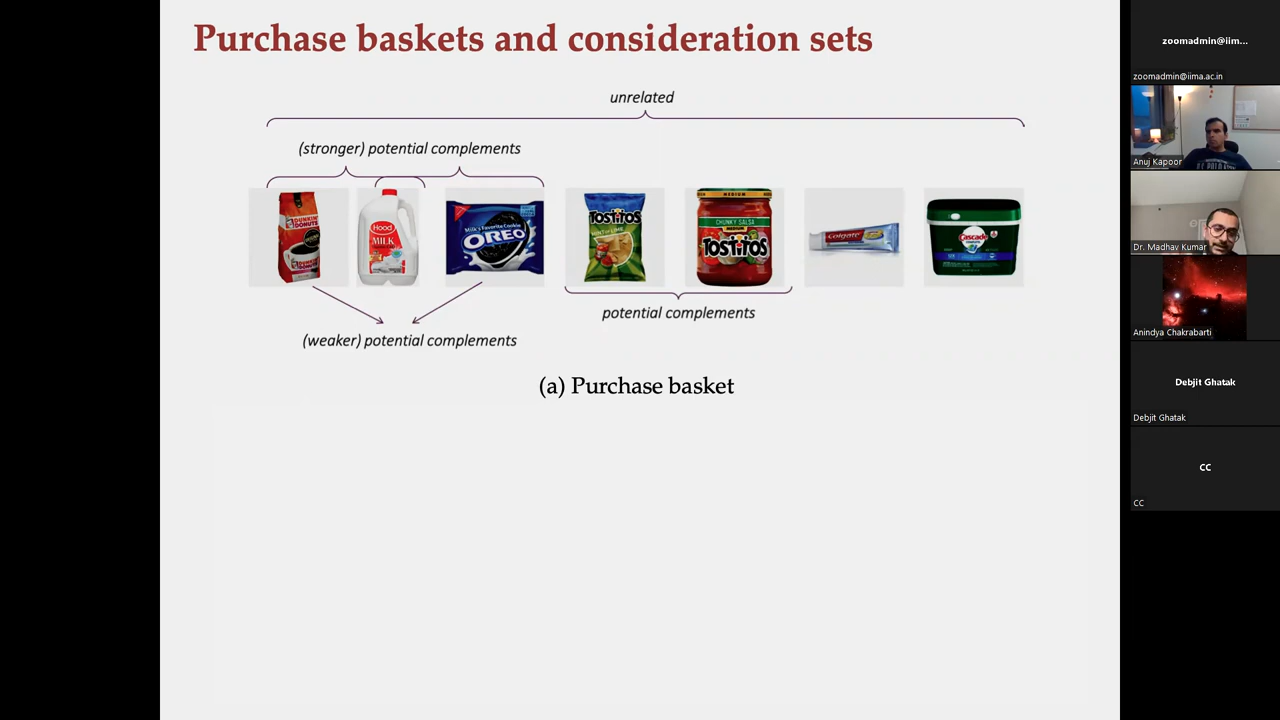 Purchase baskets and consideration sets
unrelated
(stronger) potential complements
DUNKIN' DONUTS
Hood
MILK
Milk's Favorite Cookie
OREO
TOSTITOS
MEDIUM
CHUNKY SALSA
TOSTITOS
Colgate
Cascade
complete
potential complements
(weaker) potential complements
(a) Purchase basket
zoomadmin@iim...
zoomadmin@iima.ac.in
Anuj Kapoor
Dr. Madhav Kumar
Anindya Chakrabarti
Debjit Ghatak
Debjit Ghatak
CC
CC